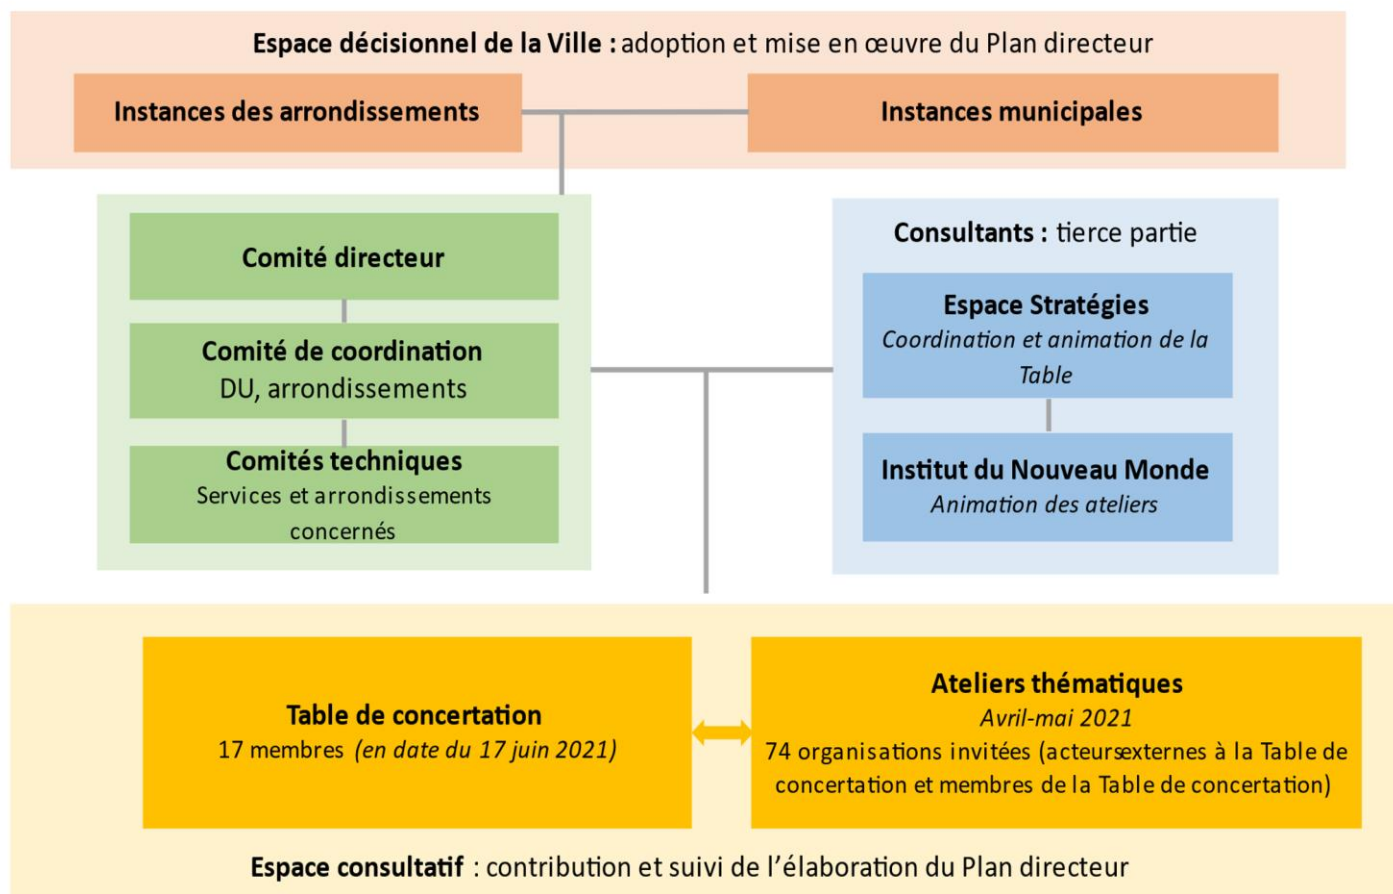 Espace décisionnel de la Ville : adoption et mise en œuvre du Plan directeur
Instances des arrondissements
Instances municipales
Comité directeur
Comité de coordination
DU, arrondissements
Comités techniques
Services et arrondissements
concernés
Consultants : tierce partie
Espace Stratégies
Coordination et animation de la
Table
Institut du Nouveau Monde
Animation des ateliers
Table de concertation
17 membres (en date du 17 juin 2021)
Ateliers thématiques
Avril-mai 2021
74 organisations invitées (acteursexternes à la Table de
concertation et membres de la Table de concertation)
Espace consultatif : contribution et suivi de l’élaboration du Plan directeur